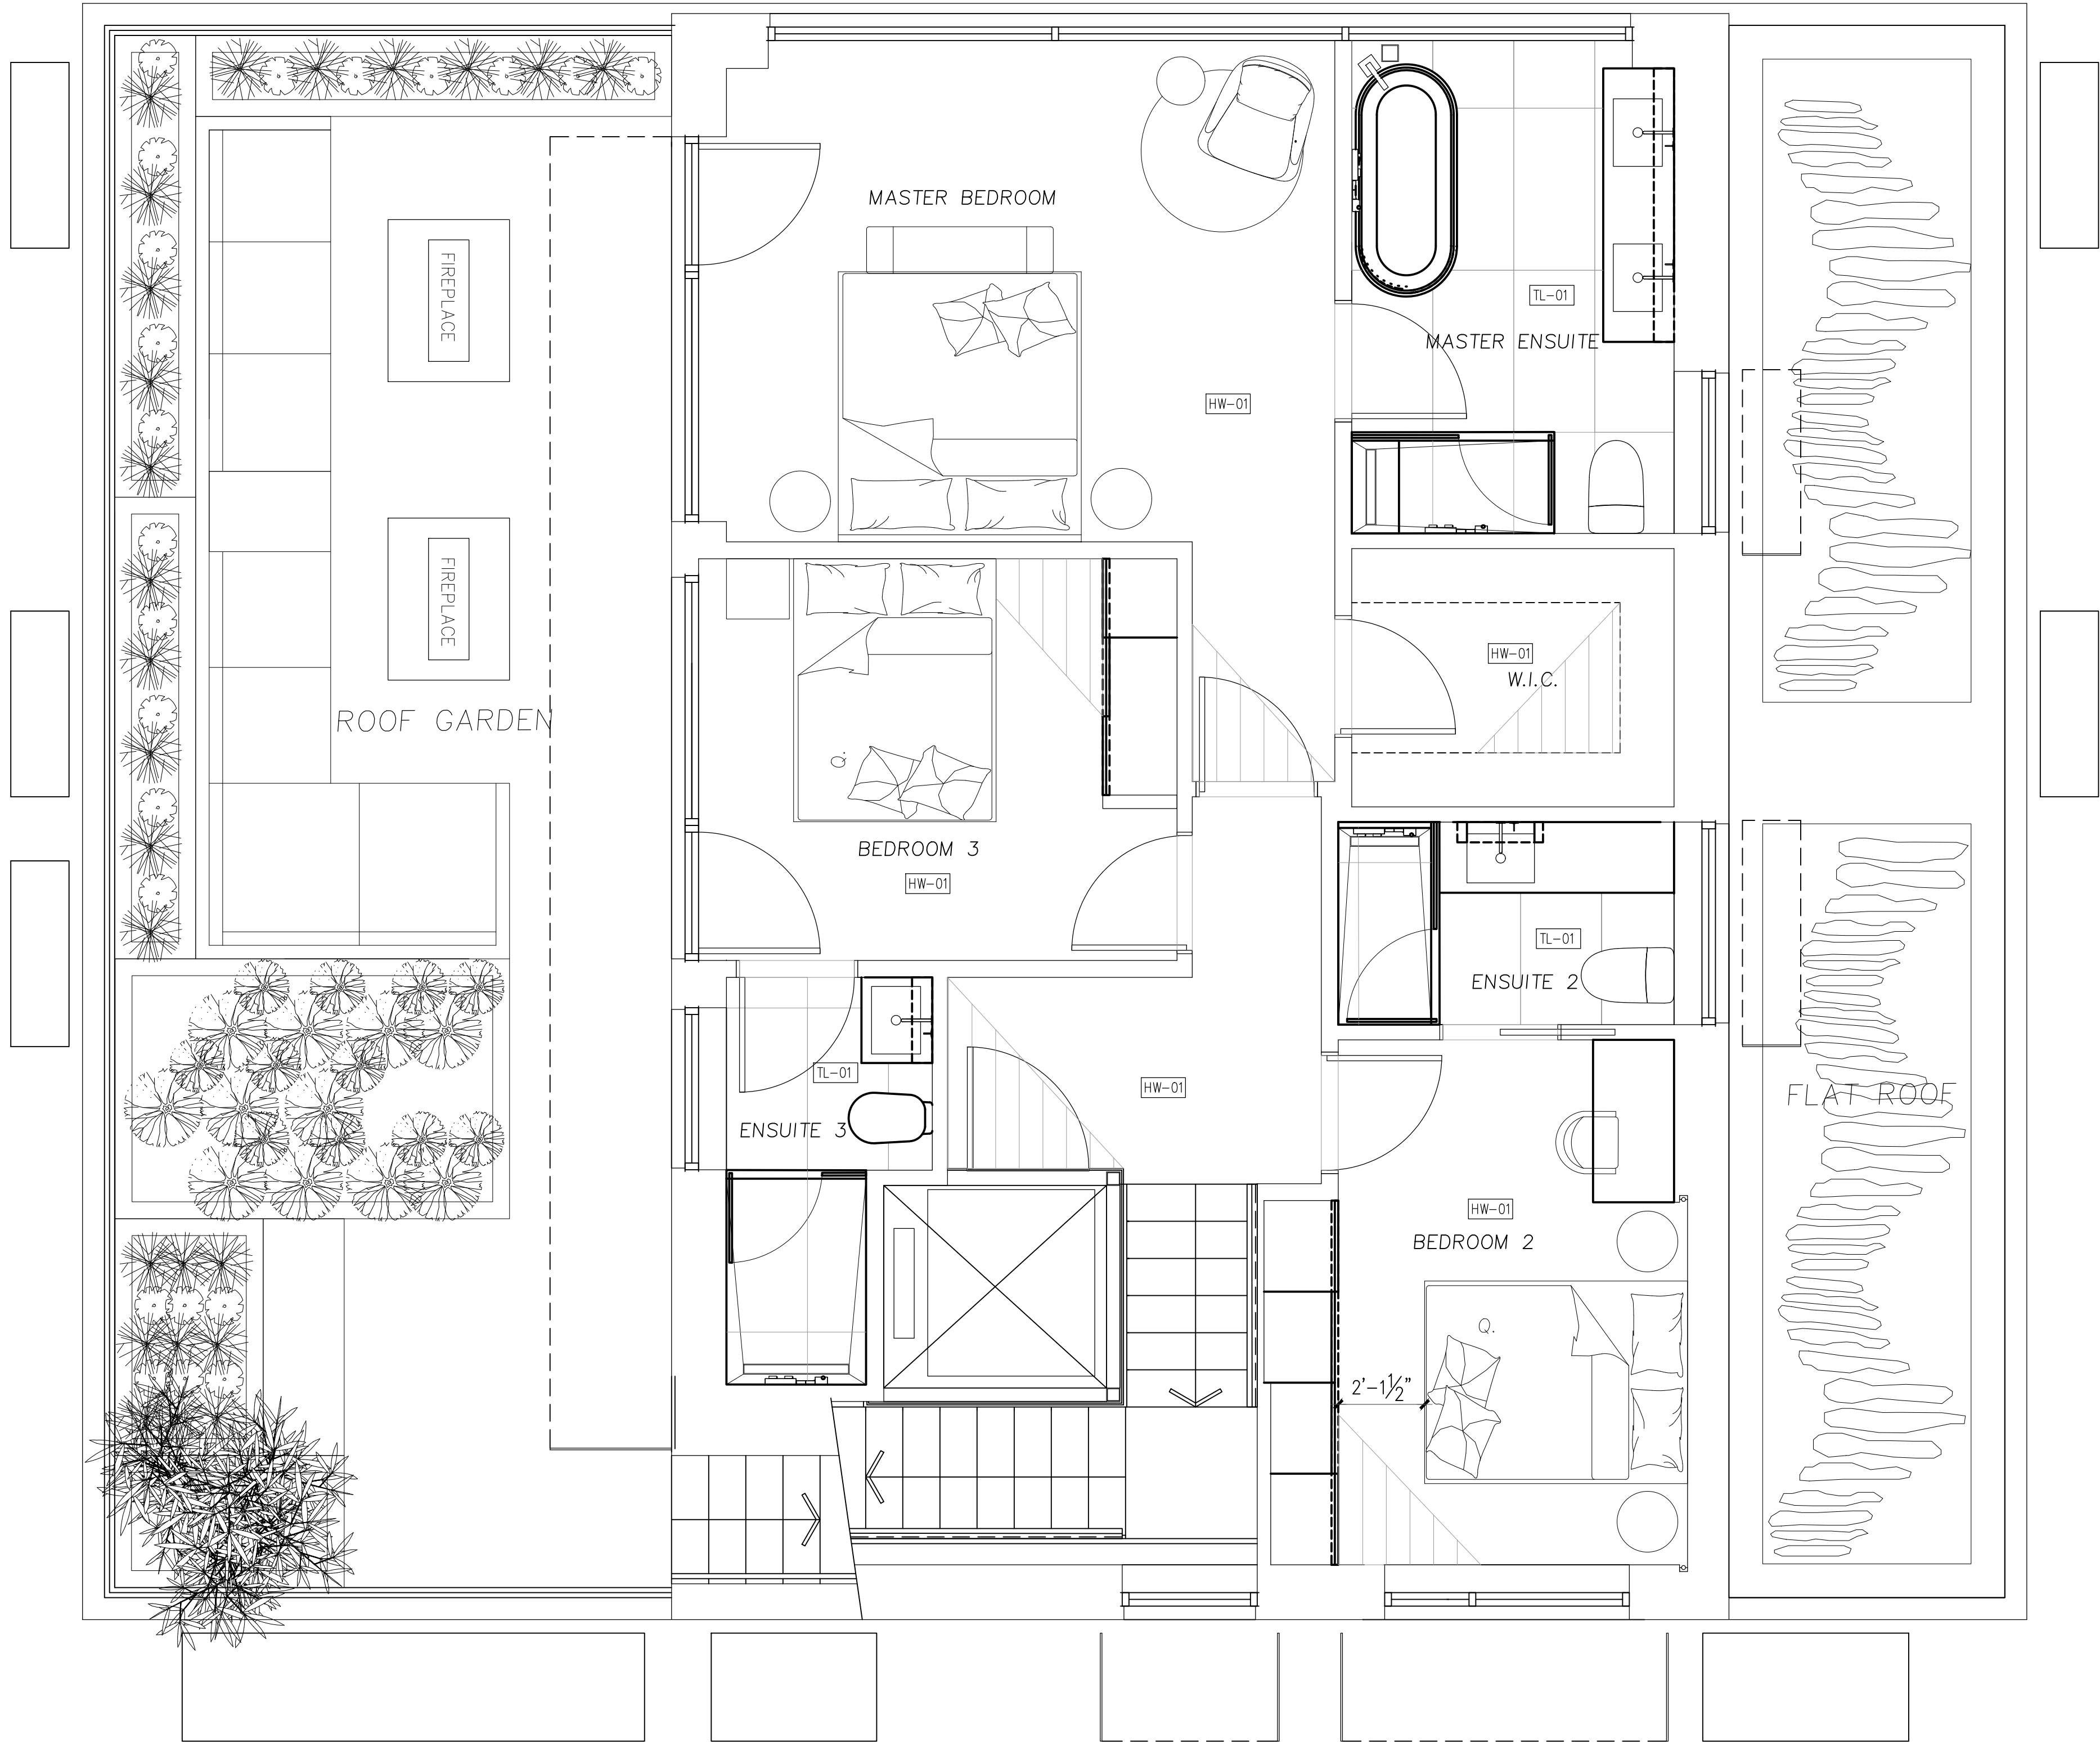 MASTER BEDROOM
FIREPLACE
TL-01
MASTER ENSUITE
HW-01
FIREPLACE
HW-01
W.I.C.
ROOF GARDEN
Q.
BEDROOM 3
HW-01
TL-01
ENSUITE 2
TL-01
HW-01
FLAT ROOF
ENSUITE 3
HW-01
BEDROOM 2
Q.
2'-1½"